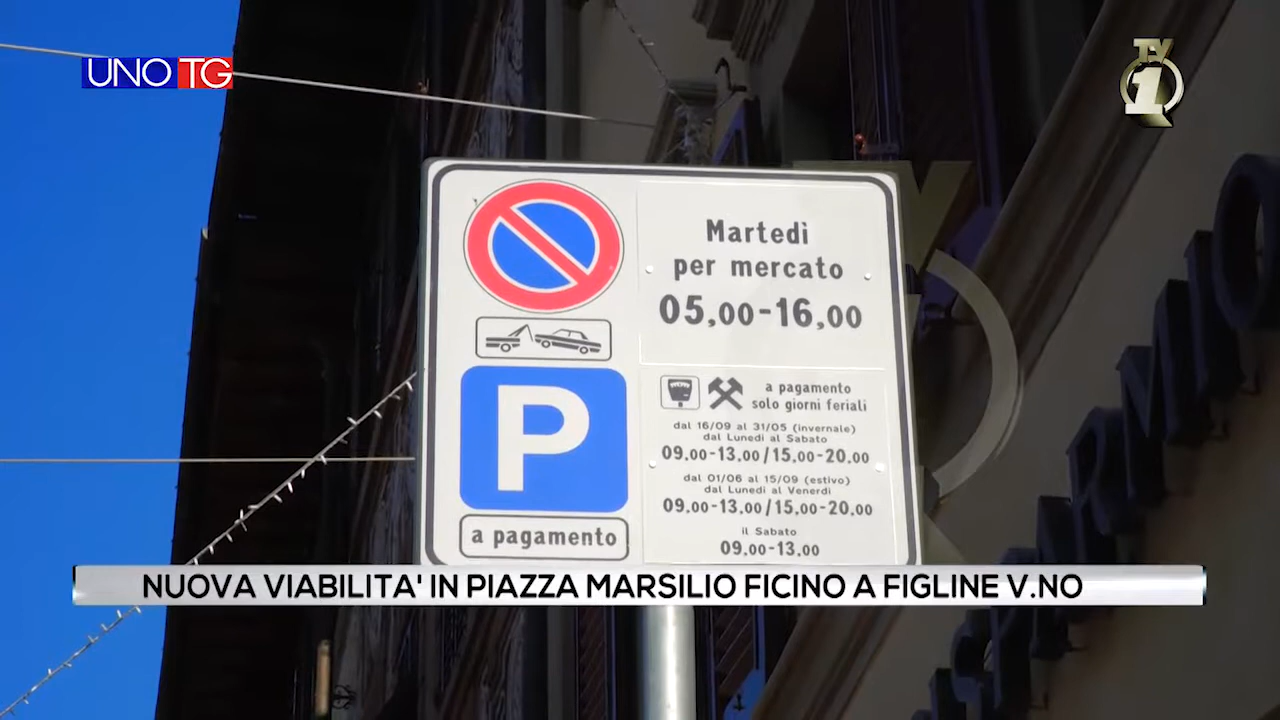 UNO TG
TV
1
Martedì
per mercato
05,00-16,00
P
a pagamento
a pagamento
solo giorni feriali
dal 16/09 al 31/05 (invernale)
dal Lunedì al Sabato
09,00-13,00/15,00-20,00
dal 01/06 al 15/09 (estivo)
dal Lunedì al Venerdì
09,00-13,00/15,00-20,00
il Sabato
09,00-13,00
NUOVA VIABILITA' IN PIAZZA MARSILIO FICINO A FIGLINE V.NO